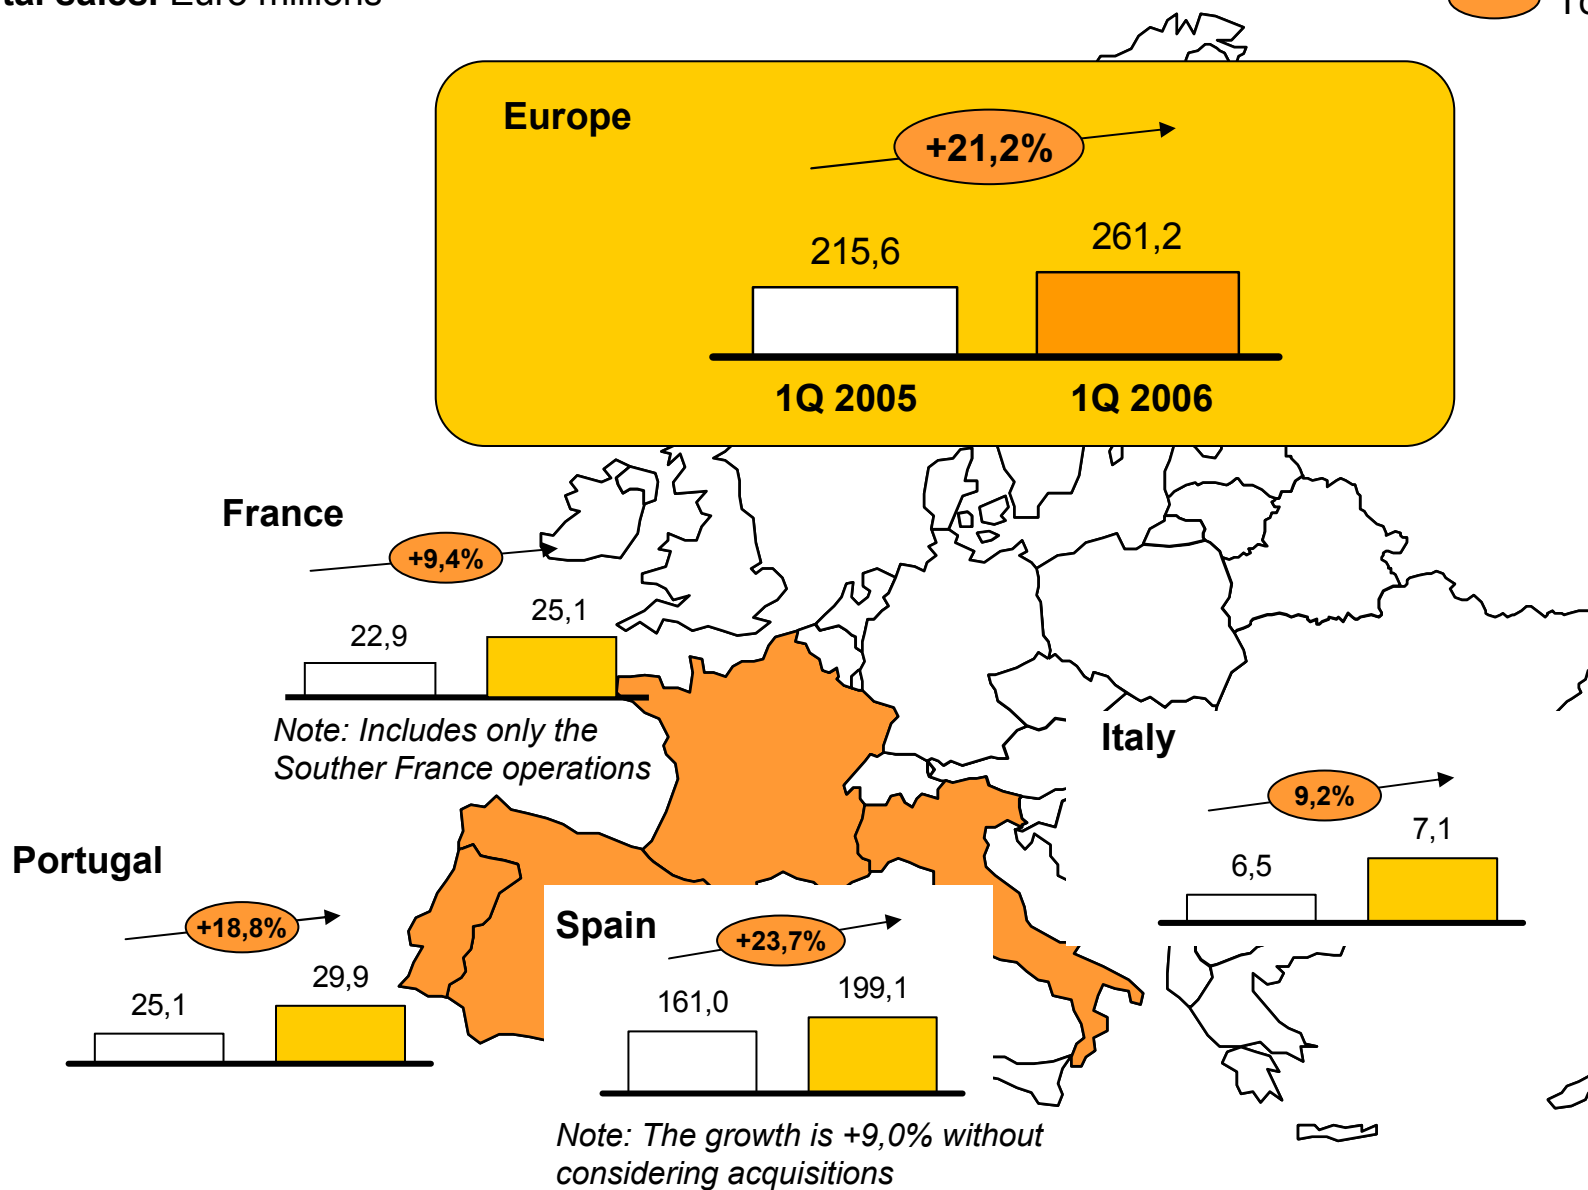 Euro millions
Europe
+21,2%
215,6
261,2
1Q 2005
1Q 2006
France
+9,4%
22,9
25,1
Note: Includes only the
Souther France operations
Italy
9,2%
6,5
7,1
Portugal
+18,8%
25,1
29,9
Spain
+23,7%
161,0
199,1
Note: The growth is +9,0% without
considering acquisitions